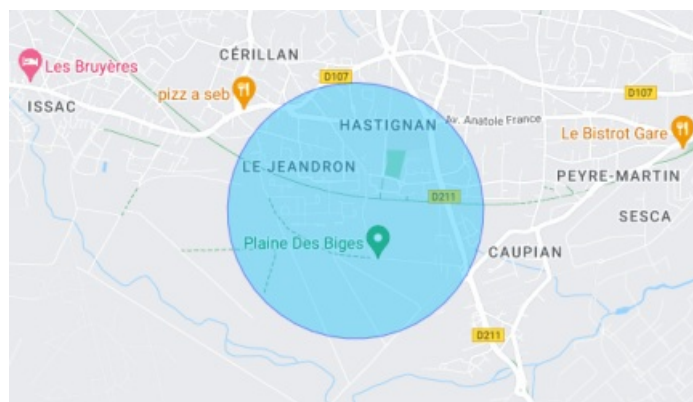 CÉRILLAN
Les Bruyères
D107
pizz a seb
D107
ISSAC
HASTIGNAN
Av. Anatole France
Le Bistrot Gare
LE JEANDRON
PEYRE-MARTIN
D211
SESCA
Plaine Des Biges
CAUPIAN
D211